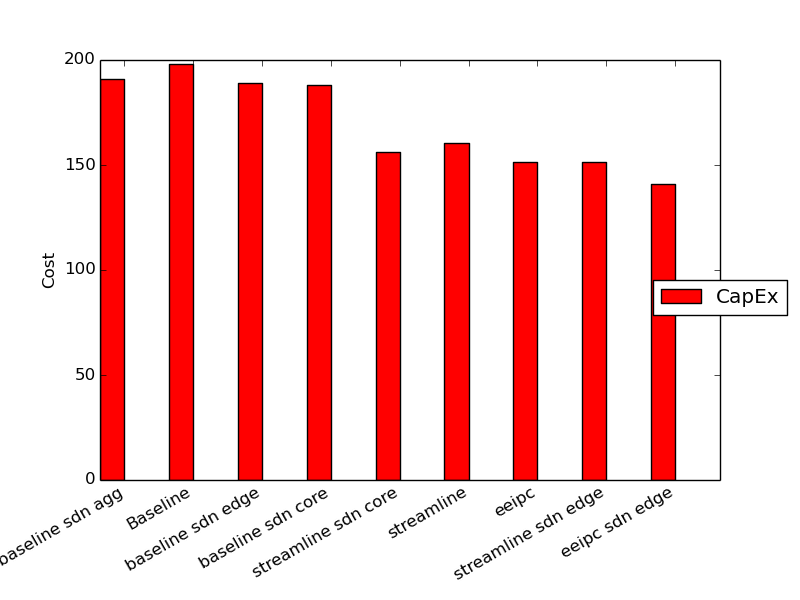 200
150
100
50
0
Cost
CapEx
baseline sdn agg
Baseline
baseline sdn edge
baseline sdn core
streamline sdn core
streamline
eeipc
streamline sdn edge
eeipc sdn edge